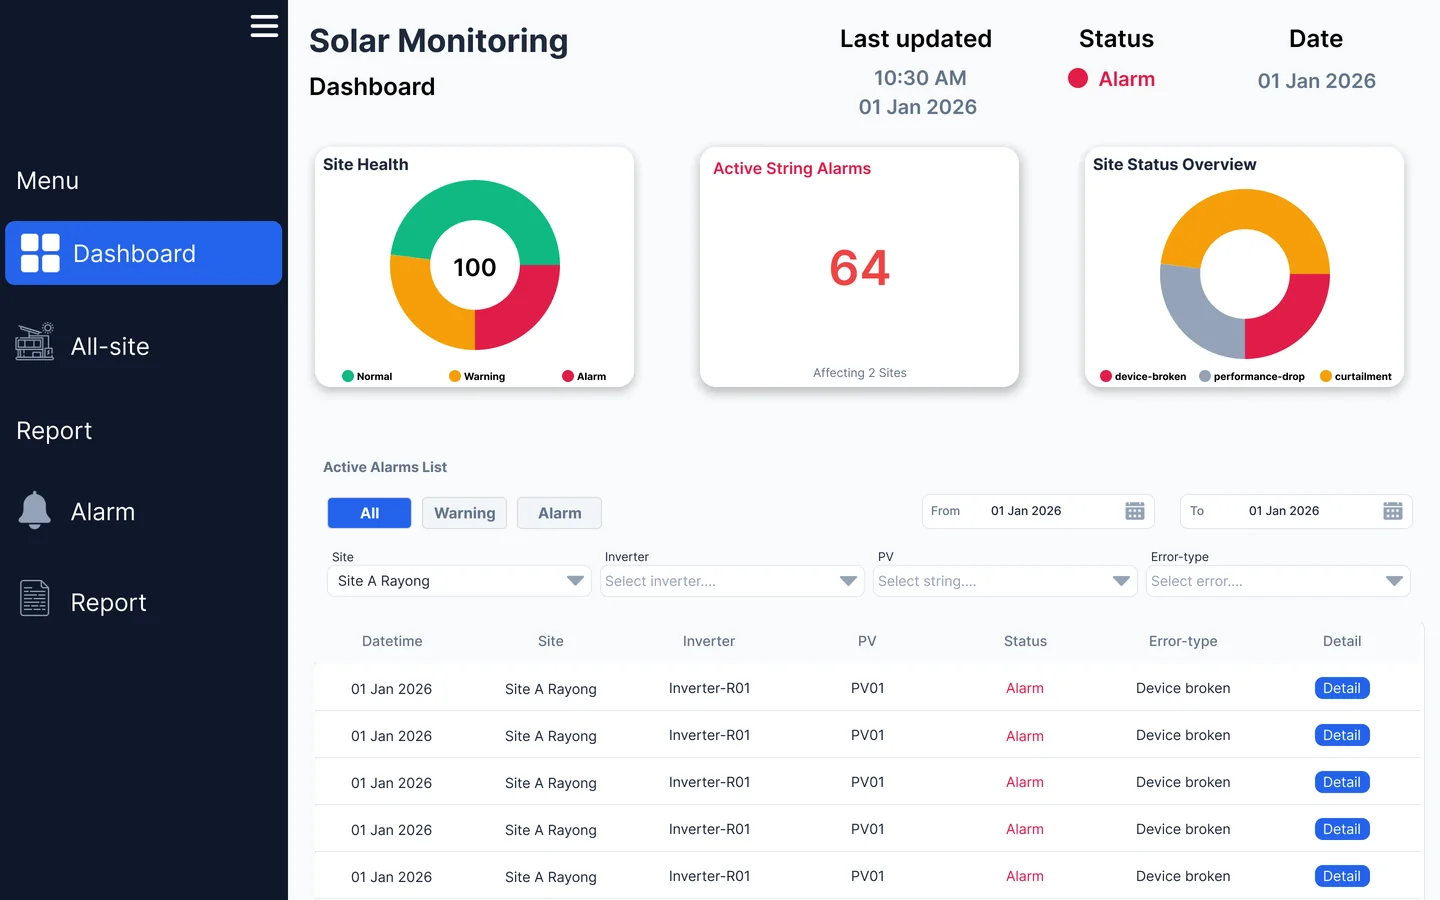 Solar Monitoring
Dashboard
Last updated
10:30 AM
01 Jan 2026
Status
Alarm
Date
01 Jan 2026
Menu
Dashboard
All-site
Report
Alarm
Report
Site Health
100
Normal
Warning
Alarm
Active String Alarms
64
Affecting 2 Sites
Site Status Overview
device-broken
performance-drop
curtailment
Active Alarms List
All
Warning
Alarm
From 01 Jan 2026
To 01 Jan 2026
Site
Site A Rayong
Inverter
Select inverter....
PV
Select string....
Error-type
Select error....
Datetime Site Inverter PV Status Error-type Detail
01 Jan 2026 Site A Rayong Inverter-R01 PV01 Alarm Device broken Detail
01 Jan 2026 Site A Rayong Inverter-R01 PV01 Alarm Device broken Detail
01 Jan 2026 Site A Rayong Inverter-R01 PV01 Alarm Device broken Detail
01 Jan 2026 Site A Rayong Inverter-R01 PV01 Alarm Device broken Detail
01 Jan 2026 Site A Rayong Inverter-R01 PV01 Alarm Device broken Detail